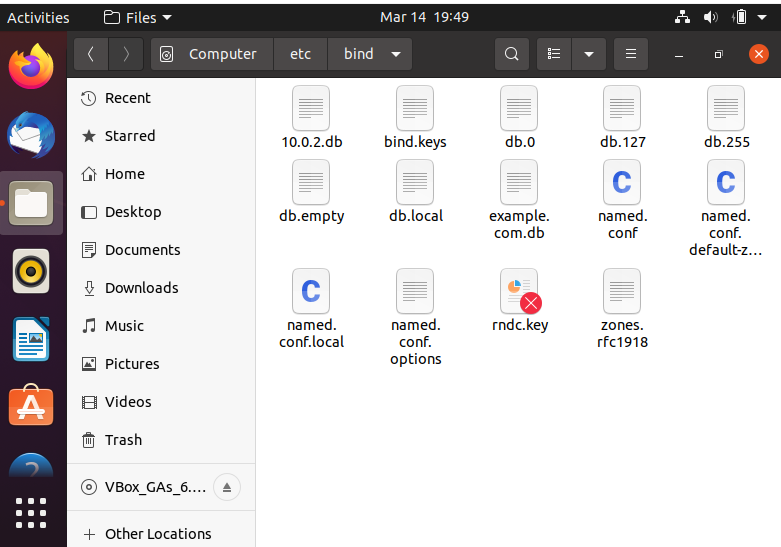 Activities
Files
Mar 14 19:49
Computer
etc
bind
Recent
Starred
Home
Desktop
Documents
Downloads
Music
Pictures
Videos
Trash
VBox_GAs_6....
Other Locations
10.0.2.db
bind.keys
db.0
db.127
db.255
db.empty
db.local
example.
com.db
named.
conf
named.
conf.
default-z...
named.
conf.local
named.
conf.
options
rndc.key
zones.
rfc1918